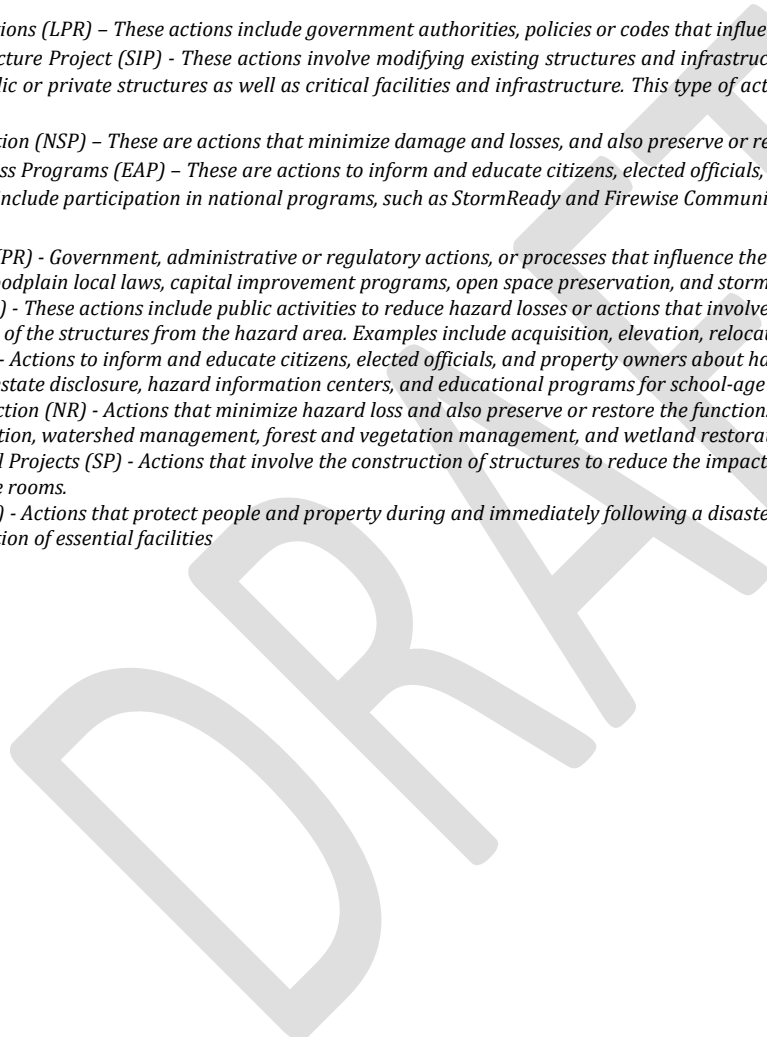 tions (LPR) – These actions include government authorities, policies or codes that influe
cture Project (SIP) - These actions involve modifying existing structures and infrastruc
lic or private structures as well as critical facilities and infrastructure. This type of act
tion (NSP) – These are actions that minimize damage and losses, and also preserve or re
ss Programs (EAP) – These are actions to inform and educate citizens, elected officials,
include participation in national programs, such as StormReady and Firewise Communi
PR) - Government, administrative or regulatory actions, or processes that influence the
oodplain local laws, capital improvement programs, open space preservation, and storm
) - These actions include public activities to reduce hazard losses or actions that involve
of the structures from the hazard area. Examples include acquisition, elevation, reloca
- Actions to inform and educate citizens, elected officials, and property owners about ha
estate disclosure, hazard information centers, and educational programs for school-age
ction (NR) - Actions that minimize hazard loss and also preserve or restore the function
tion, watershed management, forest and vegetation management, and wetland restorat
l Projects (SP) - Actions that involve the construction of structures to reduce the impact
e rooms.
) - Actions that protect people and property during and immediately following a disaste
tion of essential facilities
DRAFT